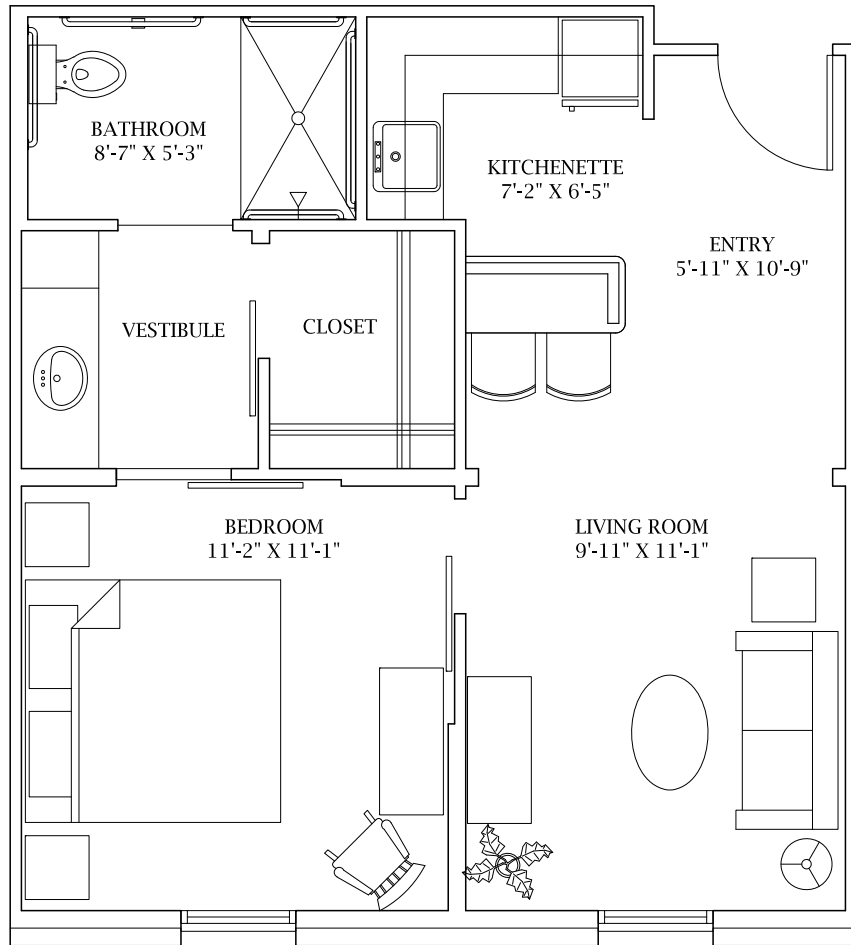 BATHROOM
8'-7" X 5'-3"
KITCHENETTE
7'-2" X 6'-5"
ENTRY
5'-11" X 10'-9"
VESTIBULE
CLOSET
BEDROOM
11'-2" X 11'-1"
LIVING ROOM
9'-11" X 11'-1"